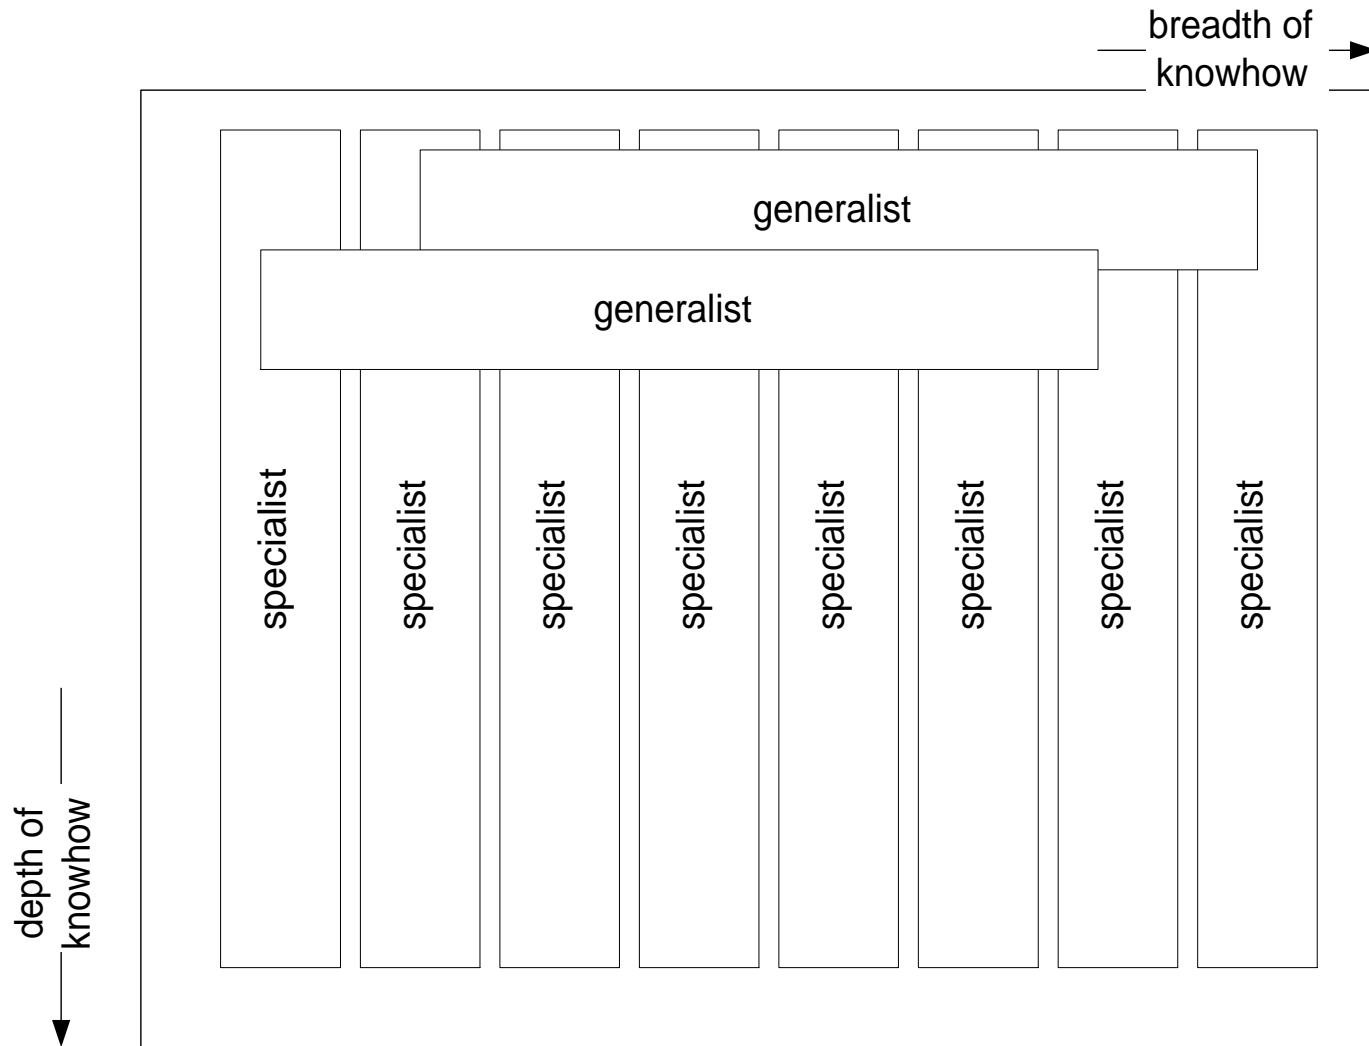 breadth of
knowhow
generalist
generalist
specialist
specialist
specialist
specialist
specialist
specialist
specialist
specialist
depth of
knowhow